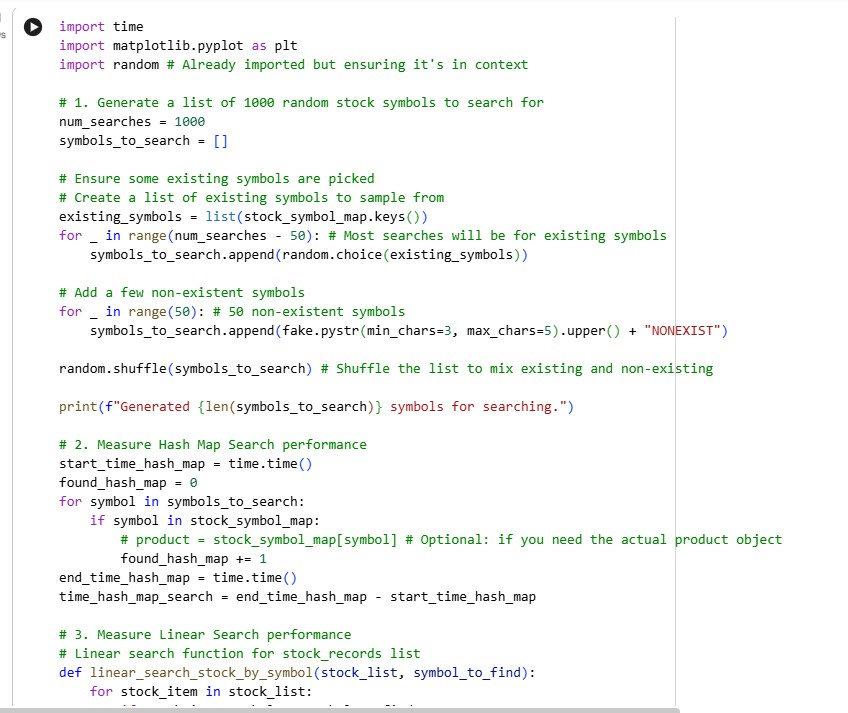 import time
import matplotlib.pyplot as plt
import random # Already imported but ensuring it's in context

# 1. Generate a list of 1000 random stock symbols to search for
num_searches = 1000
symbols_to_search = []

# Ensure some existing symbols are picked
# Create a list of existing symbols to sample from
existing_symbols = list(stock_symbol_map.keys())
for _ in range(num_searches - 50): # Most searches will be for existing symbols
    symbols_to_search.append(random.choice(existing_symbols))

# Add a few non-existent symbols
for _ in range(50): # 50 non-existent symbols
    symbols_to_search.append(fake.pystr(min_chars=3, max_chars=5).upper() + "NONEXIST")

random.shuffle(symbols_to_search) # Shuffle the list to mix existing and non-existing

print(f"Generated {len(symbols_to_search)} symbols for searching.")

# 2. Measure Hash Map Search performance
start_time_hash_map = time.time()
found_hash_map = 0
for symbol in symbols_to_search:
    if symbol in stock_symbol_map:
        # product = stock_symbol_map[symbol] # Optional: if you need the actual product object
        found_hash_map += 1
end_time_hash_map = time.time()
time_hash_map_search = end_time_hash_map - start_time_hash_map

# 3. Measure Linear Search performance
# Linear search function for stock_records list
def linear_search_stock_by_symbol(stock_list, symbol_to_find):
    for stock_item in stock_list: